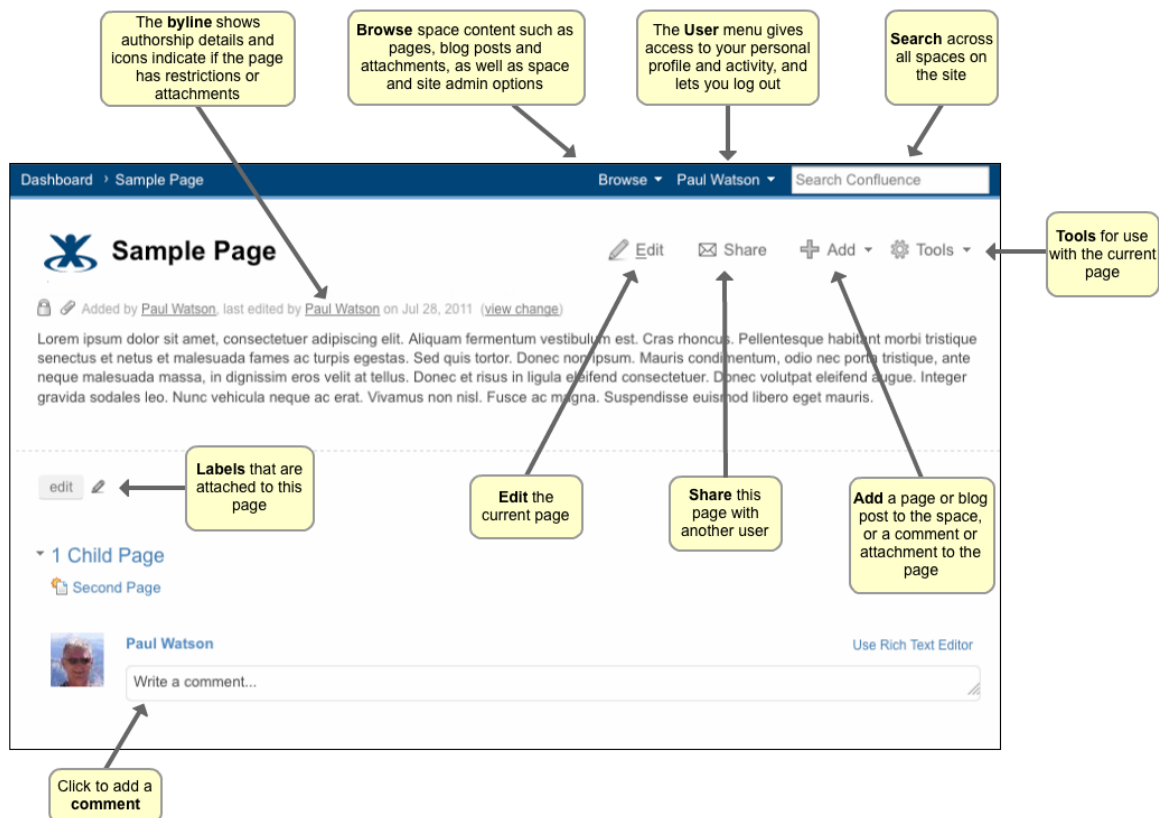 The byline shows
authorship details and
icons indicate if the page
has restrictions or
attachments
Browse space content such as
pages, blog posts and
attachments, as well as space
and site admin options
The User menu gives
access to your personal
profile and activity, and
lets you log out
Search across
all spaces on
the site
Dashboard › Sample Page
Browse
Paul Watson
Search Confluence
Sample Page
Edit
Share
Add
Tools
Tools for use
with the current
page
Added by Paul Watson, last edited by Paul Watson on Jul 28, 2011 (view change)
Lorem ipsum dolor sit amet, consectetuer adipiscing elit. Aliquam fermentum vestibulum est. Cras rhoncus. Pellentesque habitant morbi tristique
senectus et netus et malesuada fames ac turpis egestas. Sed quis tortor. Donec non ipsum. Mauris condimentum, odio nec porta tristique, ante
neque malesuada massa, in dignissim eros velit at tellus. Donec et risus in ligula eleifend consectetuer. Donec volutpat eleifend augue. Integer
gravida sodales leo. Nunc vehicula neque ac erat. Vivamus non nisl. Fusce ac magna. Suspendisse euismod libero eget mauris.
edit
Labels that are
attached to this
page
Edit the
current page
Share this
page with
another user
Add a page or blog
post to the space,
or a comment or
attachment to the
page
1 Child Page
Second Page
Paul Watson
Use Rich Text Editor
Write a comment...
Click to add a
comment